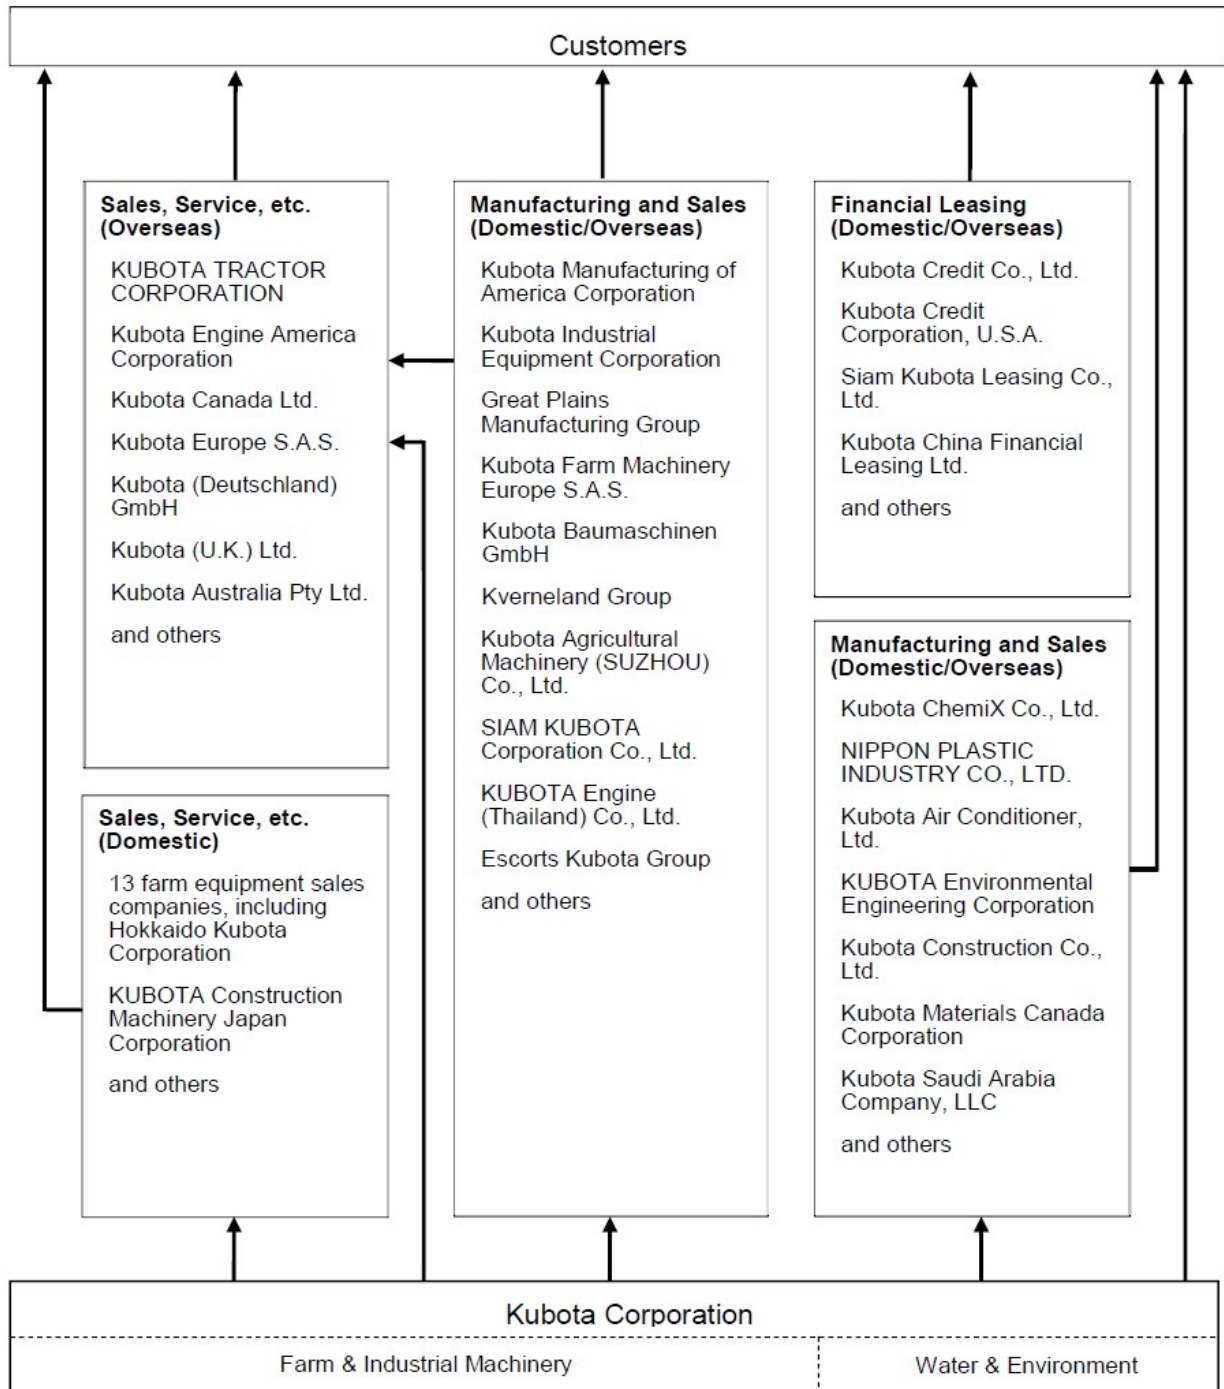 Customers
Sales, Service, etc.
(Overseas)
KUBOTA TRACTOR
CORPORATION
Kubota Engine America
Corporation
Kubota Canada Ltd.
Kubota Europe S.A.S.
Kubota (Deutschland)
GmbH
Kubota (U.K.) Ltd.
Kubota Australia Pty Ltd.
and others
Sales, Service, etc.
(Domestic)
13 farm equipment sales
companies, including
Hokkaido Kubota
Corporation
KUBOTA Construction
Machinery Japan
Corporation
and others
Manufacturing and Sales
(Domestic/Overseas)
Kubota Manufacturing of
America Corporation
Kubota Industrial
Equipment Corporation
Great Plains
Manufacturing Group
Kubota Farm Machinery
Europe S.A.S.
Kubota Baumaschinen
GmbH
Kverneland Group
Kubota Agricultural
Machinery (SUZHOU)
Co., Ltd.
SIAM KUBOTA
Corporation Co., Ltd.
KUBOTA Engine
(Thailand) Co., Ltd.
Escorts Kubota Group
and others
Financial Leasing
(Domestic/Overseas)
Kubota Credit Co., Ltd.
Kubota Credit
Corporation, U.S.A.
Siam Kubota Leasing Co.,
Ltd.
Kubota China Financial
Leasing Ltd.
and others
Manufacturing and Sales
(Domestic/Overseas)
Kubota ChemiX Co., Ltd.
NIPPON PLASTIC
INDUSTRY CO., LTD.
Kubota Air Conditioner,
Ltd.
KUBOTA Environmental
Engineering Corporation
Kubota Construction Co.,
Ltd.
Kubota Materials Canada
Corporation
Kubota Saudi Arabia
Company, LLC
and others
Kubota Corporation
Farm & Industrial Machinery
Water & Environment